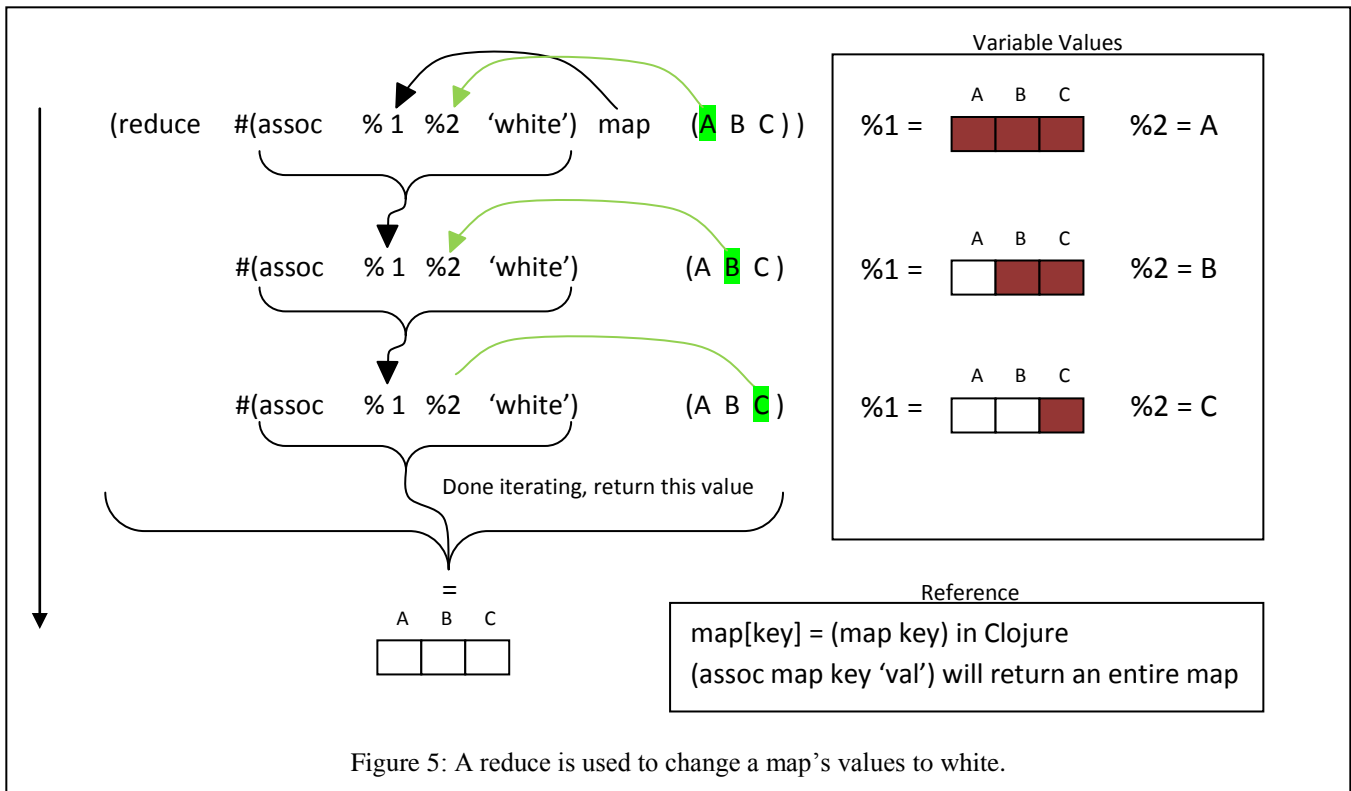 (reduce #(assoc % 1 %2 ‘white’) map (A B C ) )
#(assoc % 1 %2 ‘white’) (A B C )
#(assoc % 1 %2 ‘white’) (A B C )
Done iterating, return this value
=
A B C
Variable Values
A B C
%1 = %2 = A
A B C
%1 = %2 = B
A B C
%1 = %2 = C
Reference
map[key] = (map key) in Clojure
(assoc map key ‘val’) will return an entire map
Figure 5: A reduce is used to change a map’s values to white.